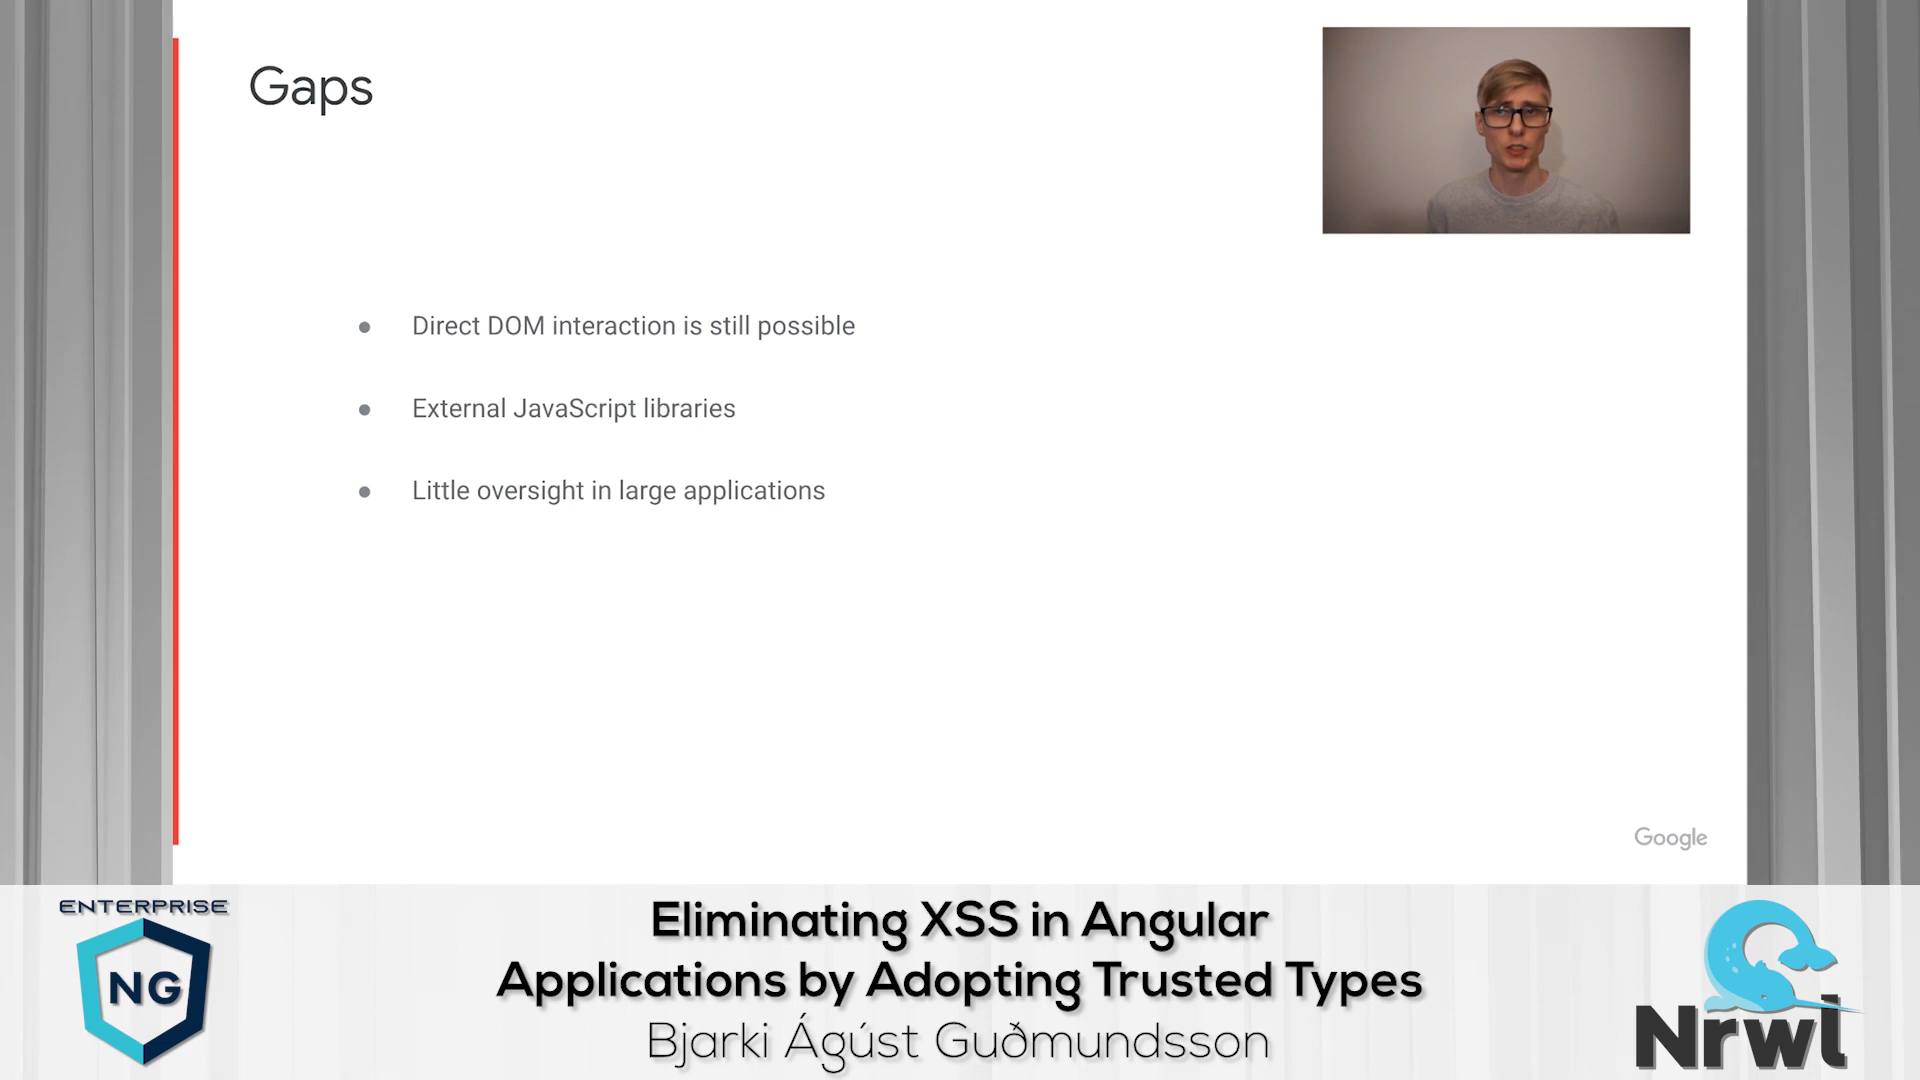 Gaps
● Direct DOM interaction is still possible
● External JavaScript libraries
● Little oversight in large applications
Google
ENTERPRISE
NG
Eliminating XSS in Angular
Applications by Adopting Trusted Types
Bjarki Ágúst Guðmundsson
Nrwl